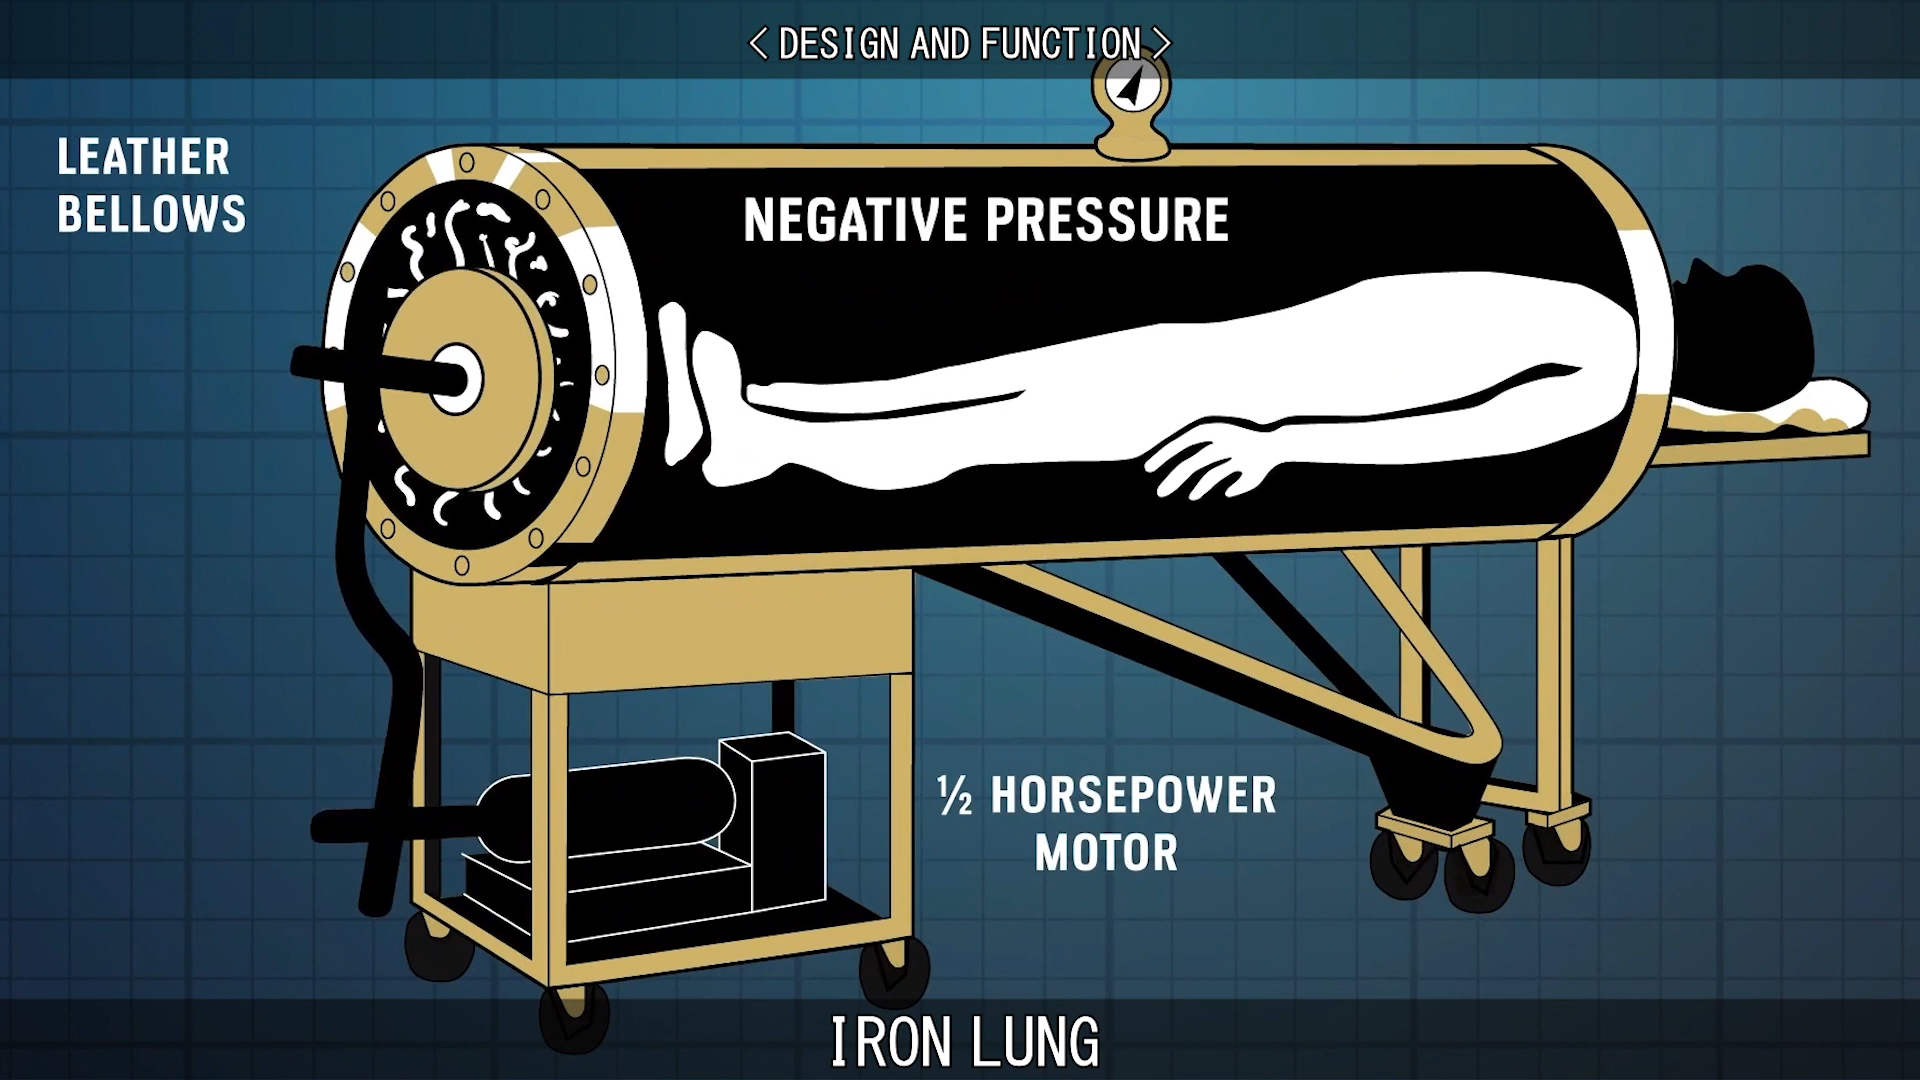 < DESIGN AND FUNCTION >
LEATHER
BELLOWS
NEGATIVE PRESSURE
½ HORSEPOWER
MOTOR
IRON LUNG